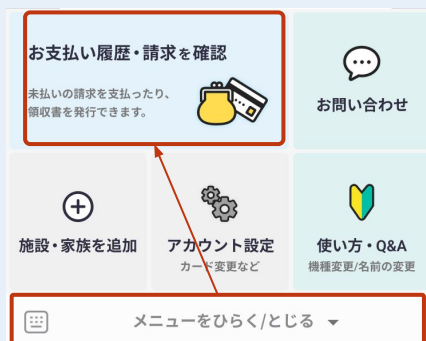 お支払い履歴・請求を確認
未払いの請求を支払ったり、
領収書を発行できます。
お問い合わせ
施設・家族を追加
アカウント設定
カード変更など
使い方・Q&A
機種変更/名前の変更
メニューをひらく/とじる